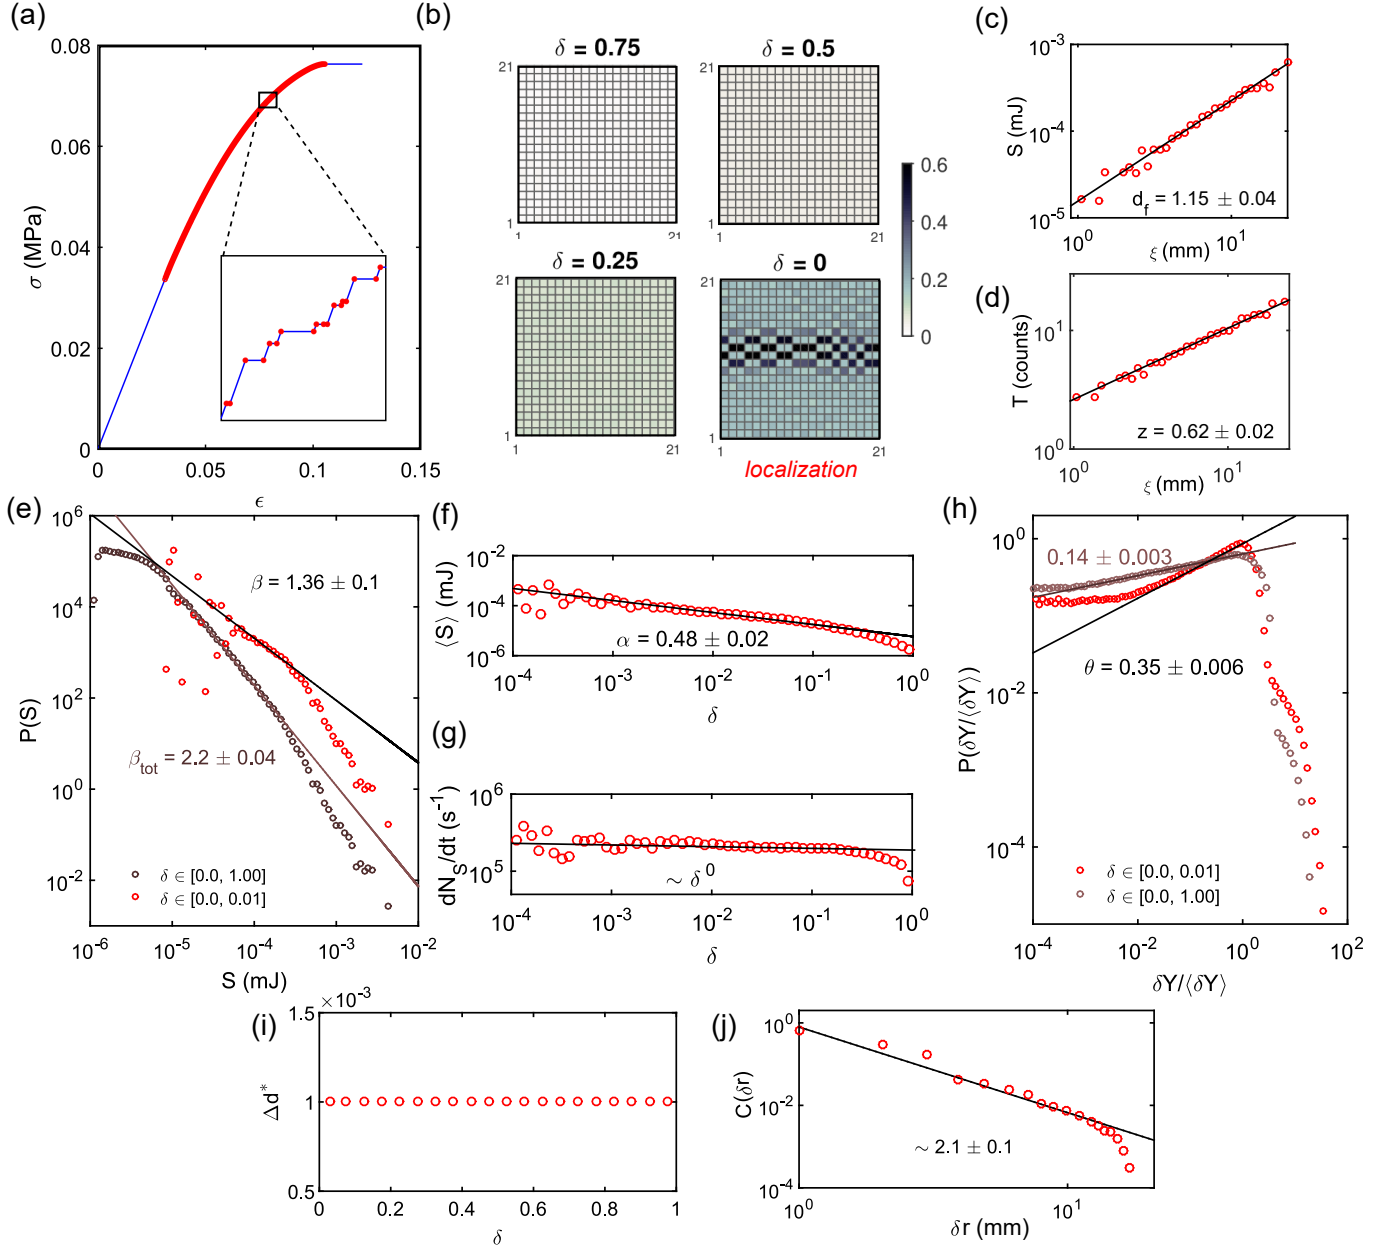 (a)
0.08
0.06
0.04
0.02
0
σ (MPa)
0
0.05
0.1
0.15
ϵ
(b)
δ = 0.75
21
1
1
21
δ = 0.5
21
1
1
21
δ = 0.25
21
1
1
21
δ = 0
21
1
1
21
localization
0.6
0.4
0.2
0
(c)
10^-3
10^-4
10^-5
S (mJ)
d_f = 1.15 ± 0.04
10^0
10^1
ξ (mm)
(d)
10^1
10^0
T (counts)
z = 0.62 ± 0.02
10^0
10^1
ξ (mm)
(e)
10^6
10^4
10^2
10^0
10^-2
P(S)
β = 1.36 ± 0.1
β_tot = 2.2 ± 0.04
δ ∈ [0.0, 1.00]
δ ∈ [0.0, 0.01]
10^-6
10^-5
10^-4
10^-3
10^-2
S (mJ)
(f)
10^-2
10^-4
10^-6
⟨S⟩ (mJ)
α = 0.48 ± 0.02
10^-4
10^-3
10^-2
10^-1
10^0
δ
(g)
10^6
10^5
dN_S/dt (s^-1)
~ δ^0
10^-4
10^-3
10^-2
10^-1
10^0
δ
(h)
10^0
10^-2
10^-4
P(δY/⟨δY⟩)
0.14 ± 0.003
θ = 0.35 ± 0.006
δ ∈ [0.0, 0.01]
δ ∈ [0.0, 1.00]
10^-4
10^-2
10^0
10^2
δY/⟨δY⟩
(i)
×10^-3
1.5
1
0.5
Δd^*
0
0.2
0.4
0.6
0.8
1
δ
(j)
10^0
10^-2
10^-4
C(δr)
~ 2.1 ± 0.1
10^0
10^1
δr (mm)